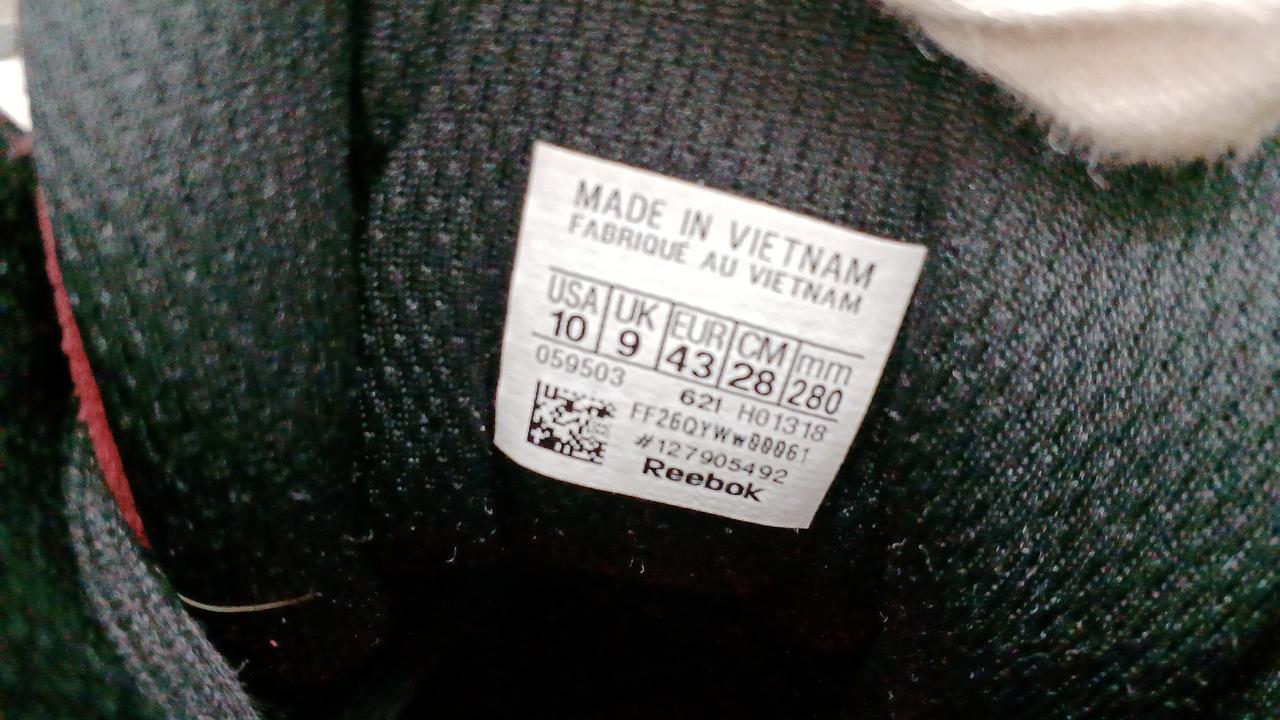 MADE IN VIETNAM
FABRIQUÉ AU VIETNAM
USA UK EUR CM mm
10 9 43 28 280
059503 621 H01318
FF26QYWw00061
#127905492
Reebok